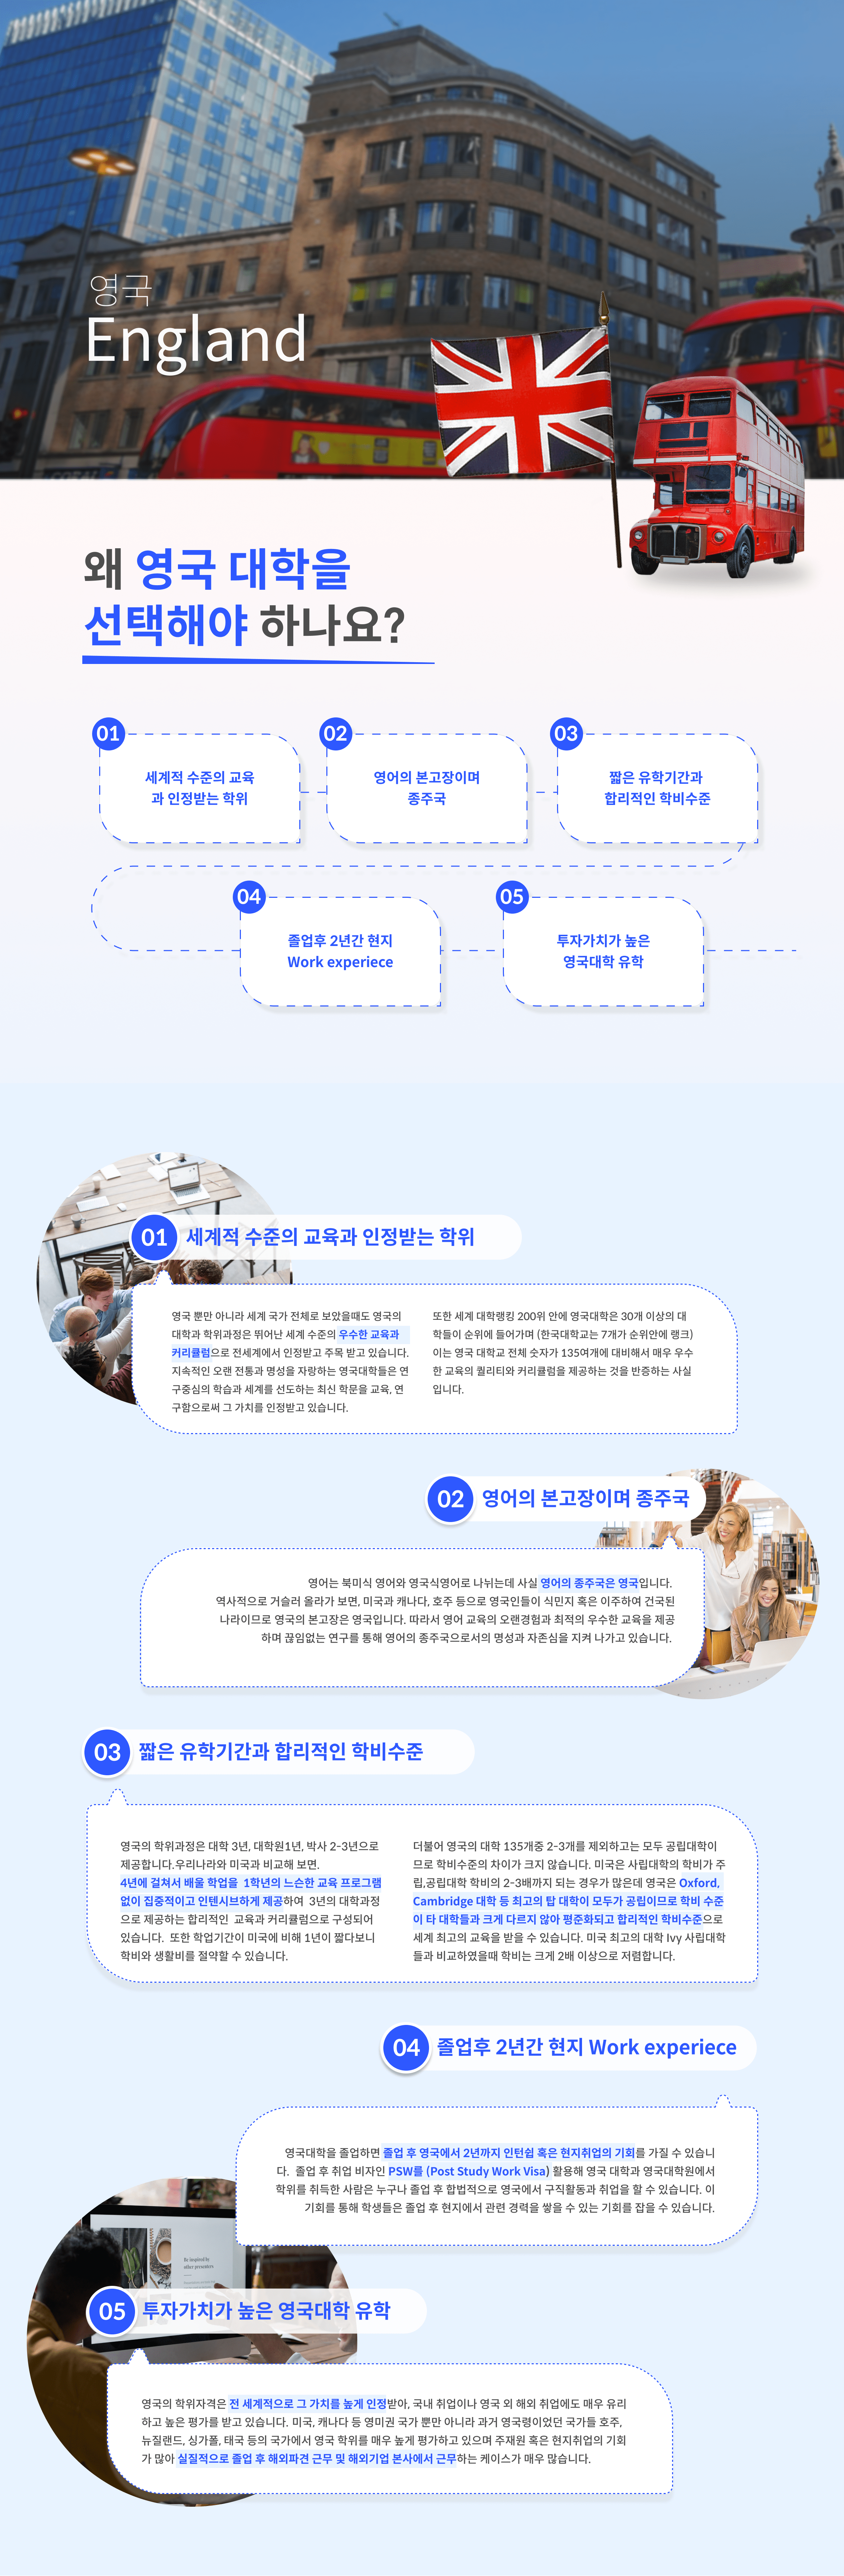 영국
England
왜 영국 대학을
선택해야 하나요?
01
세계적 수준의 교육
과 인정받는 학위
02
영어의 본고장이며
종주국
03
짧은 유학기간과
합리적인 학비수준
04
졸업후 2년간 현지
Work experiece
05
투자가치가 높은
영국대학 유학
01 세계적 수준의 교육과 인정받는 학위
영국 뿐만 아니라 세계 국가 전체로 보았을때도 영국의
대학과 학위과정은 뛰어난 세계 수준의 우수한 교육과
커리큘럼으로 전세계에서 인정받고 주목 받고 있습니다.
지속적인 오랜 전통과 명성을 자랑하는 영국대학들은 연
구중심의 학습과 세계를 선도하는 최신 학문을 교육, 연
구함으로써 그 가치를 인정받고 있습니다.
또한 세계 대학랭킹 200위 안에 영국대학은 30개 이상의 대
학들이 순위에 들어가며 (한국대학교는 7개가 순위안에 랭크)
이는 영국 대학교 전체 숫자가 135여개에 대비해서 매우 우수
한 교육의 퀄리티와 커리큘럼을 제공하는 것을 반증하는 사실
입니다.
02 영어의 본고장이며 종주국
영어는 북미식 영어와 영국식영어로 나뉘는데 사실 영어의 종주국은 영국입니다.
역사적으로 거슬러 올라가 보면, 미국과 캐나다, 호주 등으로 영국인들이 식민지 혹은 이주하여 건국된
나라이므로 영국의 본고장은 영국입니다. 따라서 영어 교육의 오랜경험과 최적의 우수한 교육을 제공
하며 끊임없는 연구를 통해 영어의 종주국으로서의 명성과 자존심을 지켜 나가고 있습니다.
03 짧은 유학기간과 합리적인 학비수준
영국의 학위과정은 대학 3년, 대학원1년, 박사 2-3년으로
제공합니다.우리나라와 미국과 비교해 보면.
4년에 걸쳐서 배울 학업을 1학년의 느슨한 교육 프로그램
없이 집중적이고 인텐시브하게 제공하여 3년의 대학과정
으로 제공하는 합리적인 교육과 커리큘럼으로 구성되어
있습니다. 또한 학업기간이 미국에 비해 1년이 짧다보니
학비와 생활비를 절약할 수 있습니다.
더불어 영국의 대학 135개중 2-3개를 제외하고는 모두 공립대학이
므로 학비수준의 차이가 크지 않습니다. 미국은 사립대학의 학비가 주
립,공립대학 학비의 2-3배까지 되는 경우가 많은데 영국은 Oxford,
Cambridge 대학 등 최고의 탑 대학이 모두가 공립이므로 학비 수준
이 타 대학들과 크게 다르지 않아 평준화되고 합리적인 학비수준으로
세계 최고의 교육을 받을 수 있습니다. 미국 최고의 대학 Ivy 사립대학
들과 비교하였을때 학비는 크게 2배 이상으로 저렴합니다.
04 졸업후 2년간 현지 Work experiece
영국대학을 졸업하면 졸업 후 영국에서 2년까지 인턴쉽 혹은 현지취업의 기회를 가질 수 있습니
다. 졸업 후 취업 비자인 PSW를 (Post Study Work Visa) 활용해 영국 대학과 영국대학원에서
학위를 취득한 사람은 누구나 졸업 후 합법적으로 영국에서 구직활동과 취업을 할 수 있습니다. 이
기회를 통해 학생들은 졸업 후 현지에서 관련 경력을 쌓을 수 있는 기회를 잡을 수 있습니다.
Be inspired by
other presenters
05 투자가치가 높은 영국대학 유학
영국의 학위자격은 전 세계적으로 그 가치를 높게 인정받아, 국내 취업이나 영국 외 해외 취업에도 매우 유리
하고 높은 평가를 받고 있습니다. 미국, 캐나다 등 영미권 국가 뿐만 아니라 과거 영국령이었던 국가들 호주,
뉴질랜드, 싱가폴, 태국 등의 국가에서 영국 학위를 매우 높게 평가하고 있으며 주재원 혹은 현지취업의 기회
가 많아 실질적으로 졸업 후 해외파견 근무 및 해외기업 본사에서 근무하는 케이스가 매우 많습니다.